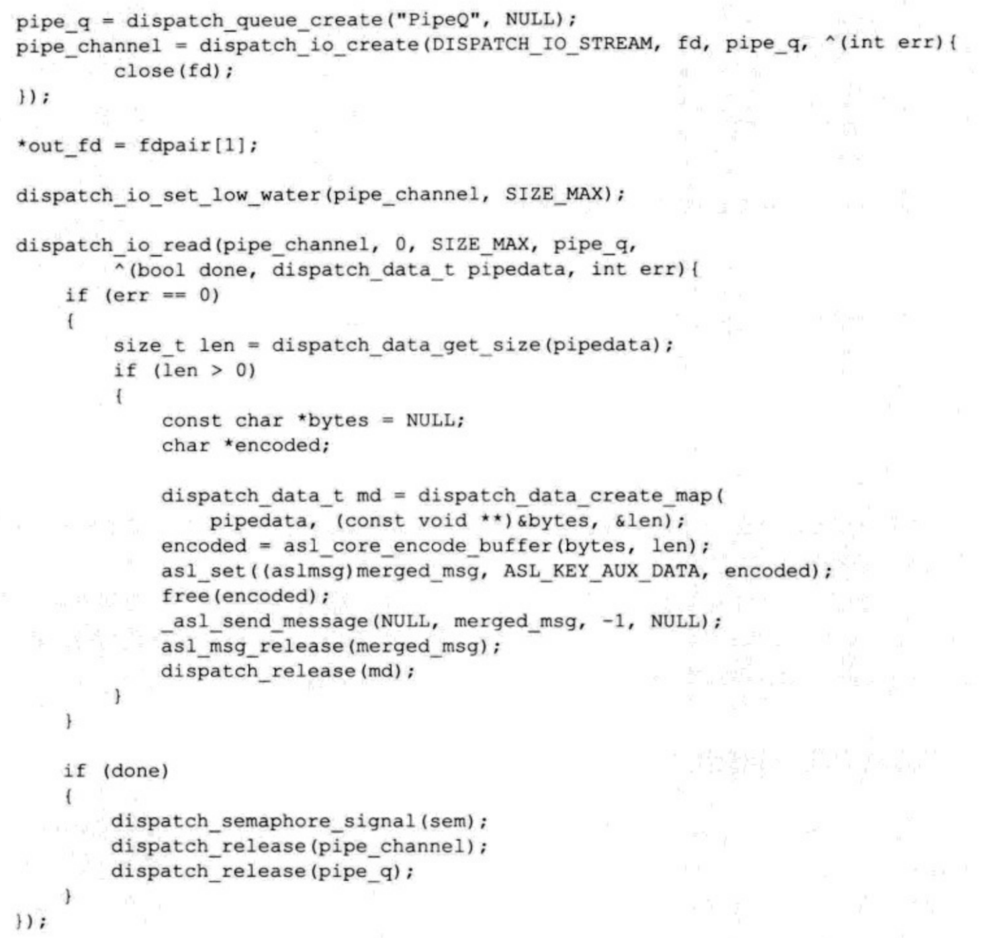 pipe_q = dispatch_queue_create("PipeQ", NULL);
pipe_channel = dispatch_io_create(DISPATCH_IO_STREAM, fd, pipe_q, ^(int err){
        close(fd);
});

*out_fd = fdpair[1];

dispatch_io_set_low_water(pipe_channel, SIZE_MAX);

dispatch_io_read(pipe_channel, 0, SIZE_MAX, pipe_q,
        ^(bool done, dispatch_data_t pipedata, int err){
    if (err == 0)
    {
        size_t len = dispatch_data_get_size(pipedata);
        if (len > 0)
        {
            const char *bytes = NULL;
            char *encoded;

            dispatch_data_t md = dispatch_data_create_map(
                pipedata, (const void **)&bytes, &len);
            encoded = asl_core_encode_buffer(bytes, len);
            asl_set((aslmsg)merged_msg, ASL_KEY_AUX_DATA, encoded);
            free(encoded);
            _asl_send_message(NULL, merged_msg, -1, NULL);
            asl_msg_release(merged_msg);
            dispatch_release(md);
        }
    }

    if (done)
    {
        dispatch_semaphore_signal(sem);
        dispatch_release(pipe_channel);
        dispatch_release(pipe_q);
    }
});